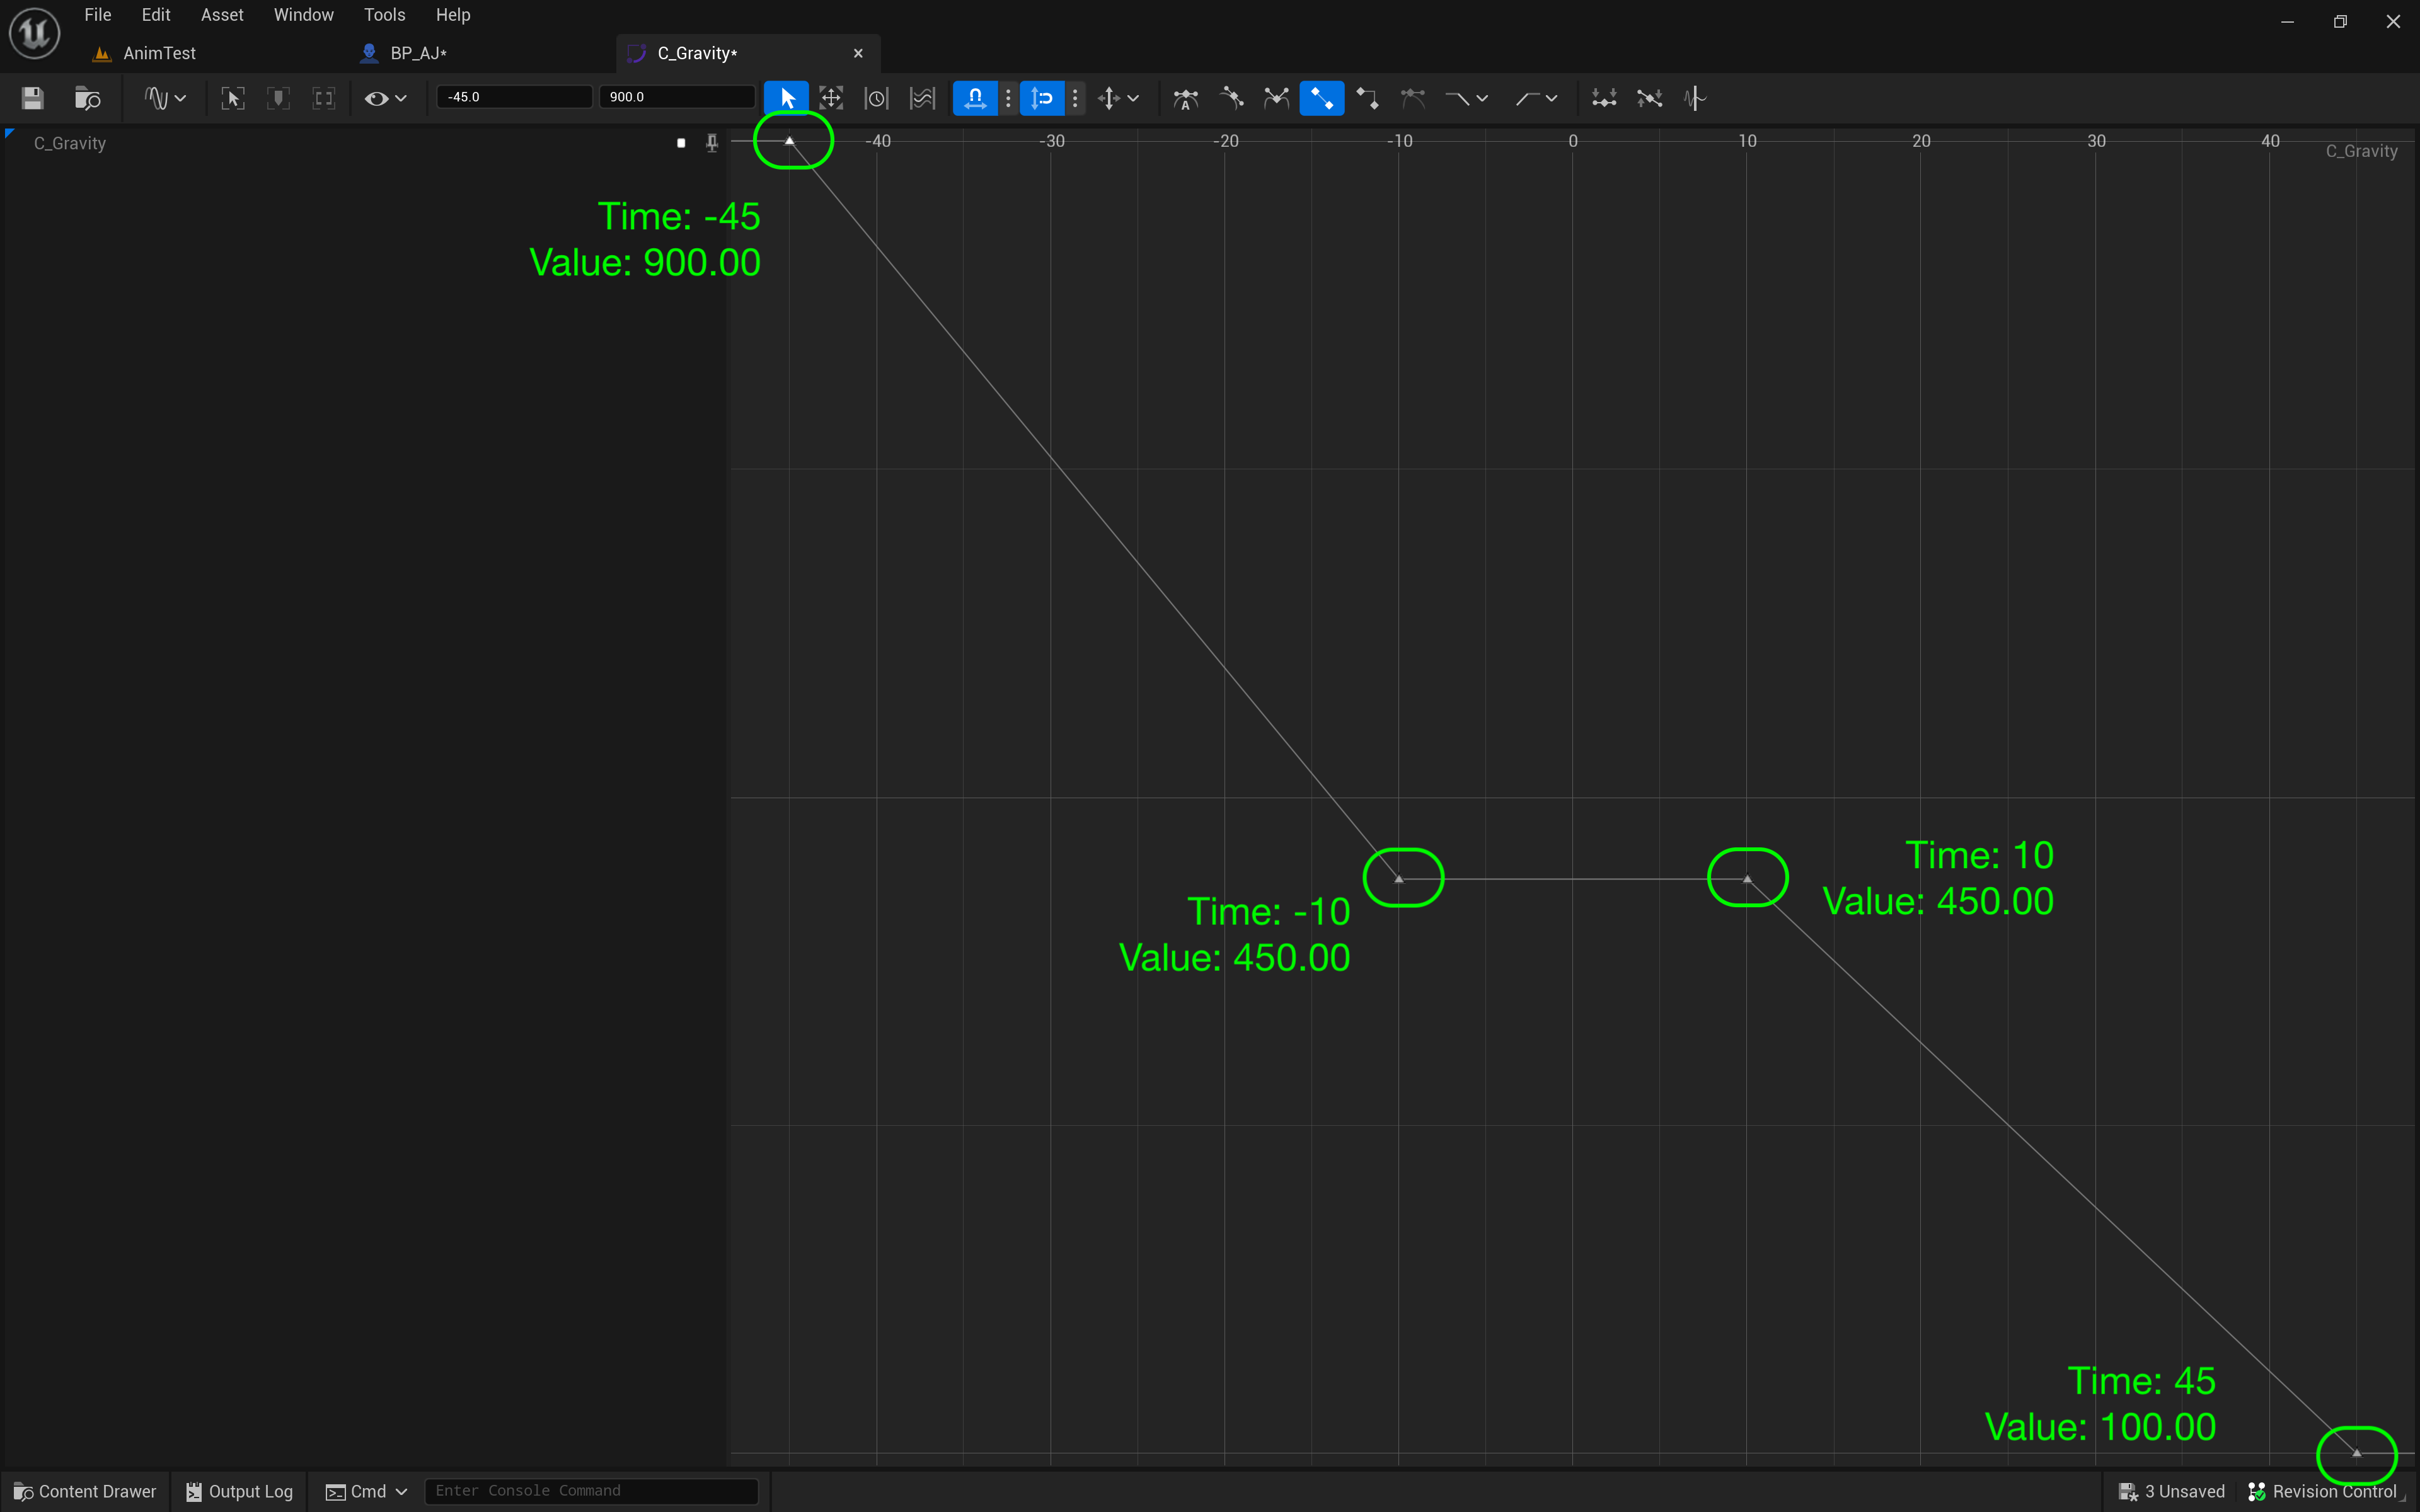 File Edit Asset Window Tools Help
AnimTest BP_AJ* C_Gravity*
-45.0 900.0
C_Gravity
-40 -30 -20 -10 0 10 20 30 40
C_Gravity
Time: -45
Value: 900.00
Time: 10
Value: 450.00
Time: -10
Value: 450.00
Time: 45
Value: 100.00
Content Drawer Output Log Cmd Enter Console Command 3 Unsaved Revision Control